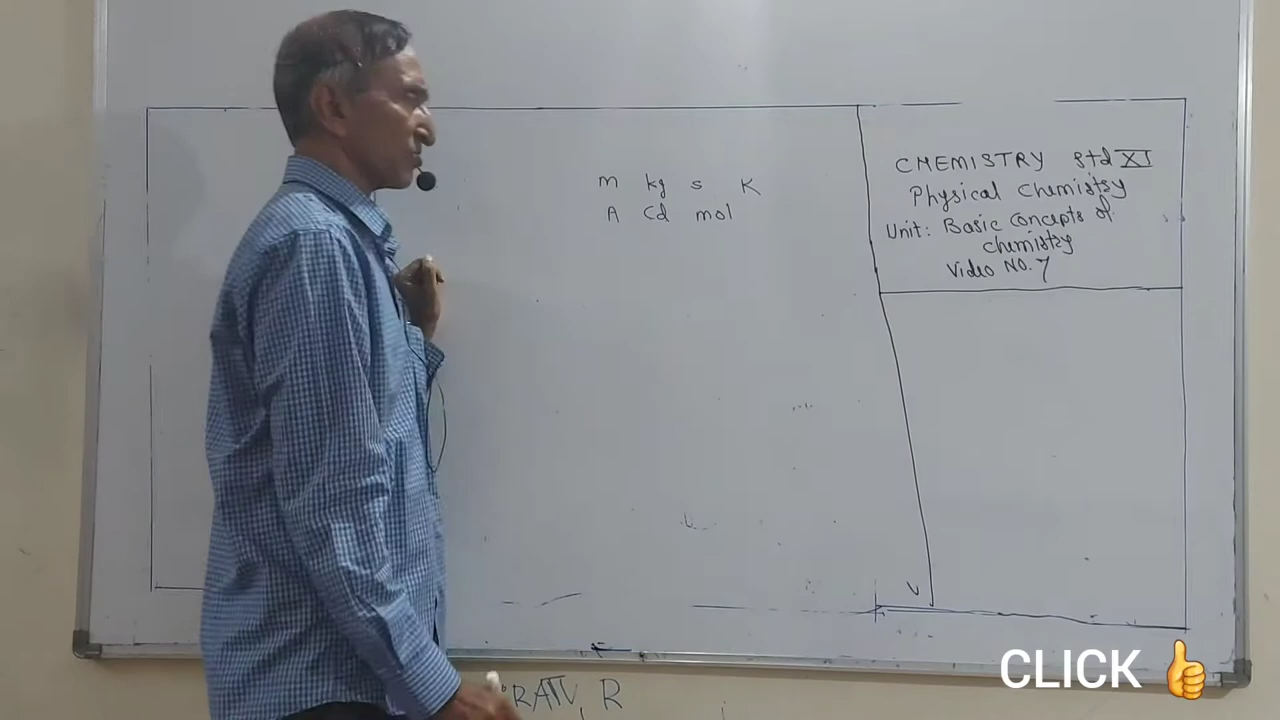 m kg s K
A Cd mol
CHEMISTRY std XI
Physical Chemistry
Unit: Basic Concepts of
chemistry
Video NO. 7
CLICK 👍